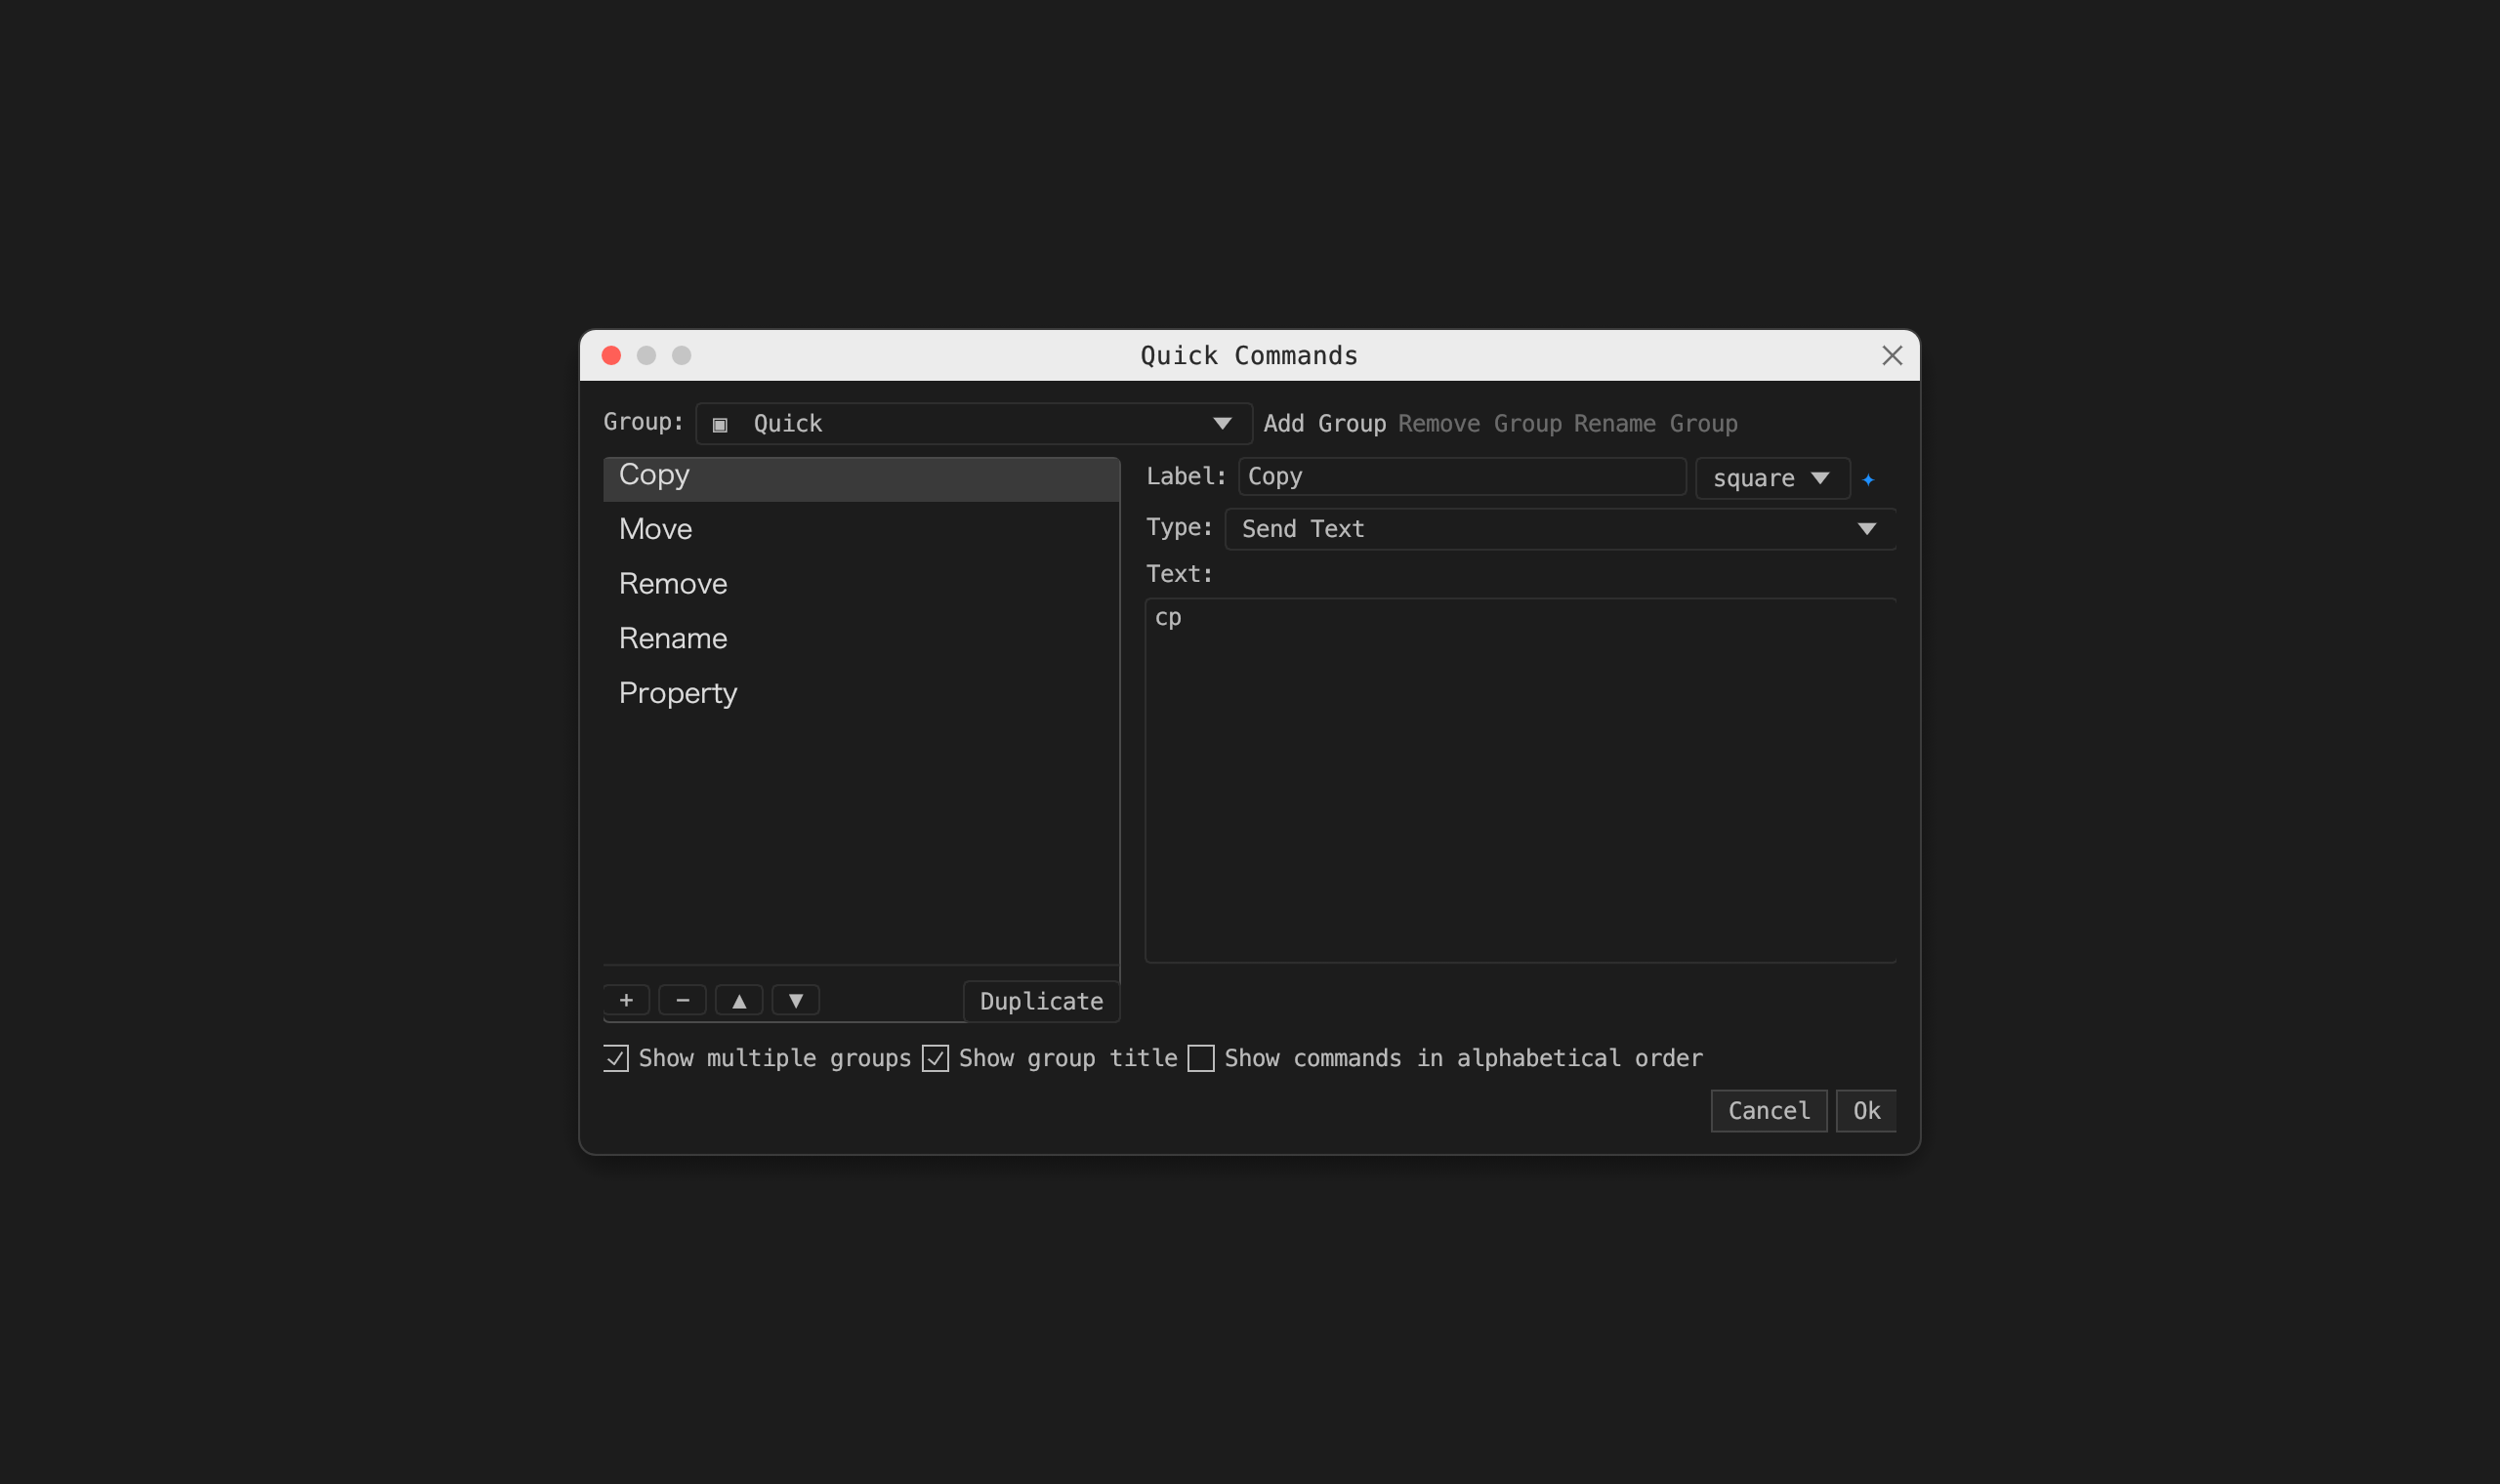 Quick Commands
Group: Quick Add Group Remove Group Rename Group
Copy
Move
Remove
Rename
Property
+ − ▲ ▼ Duplicate
Label: Copy square
Type: Send Text
Text:
cp
Show multiple groups Show group title Show commands in alphabetical order
Cancel Ok